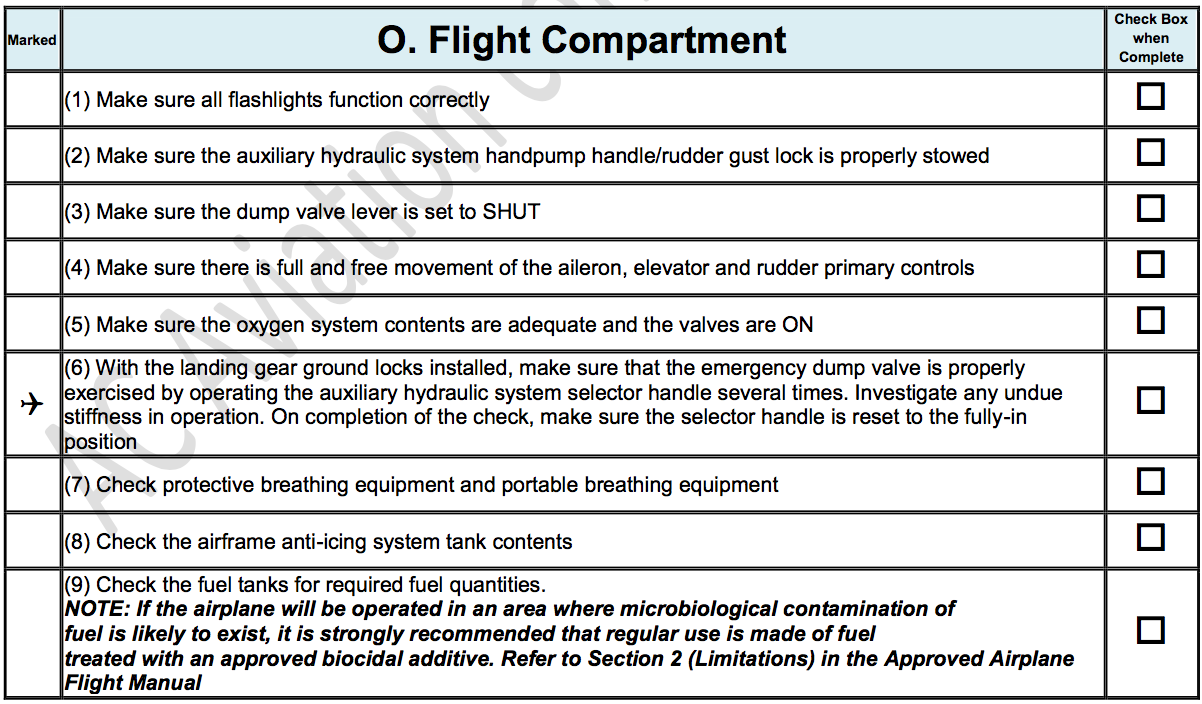 Marked
O. Flight Compartment
Check Box
when
Complete
(1) Make sure all flashlights function correctly
(2) Make sure the auxiliary hydraulic system handpump handle/rudder gust lock is properly stowed
(3) Make sure the dump valve lever is set to SHUT
(4) Make sure there is full and free movement of the aileron, elevator and rudder primary controls
(5) Make sure the oxygen system contents are adequate and the valves are ON
(6) With the landing gear ground locks installed, make sure that the emergency dump valve is properly
exercised by operating the auxiliary hydraulic system selector handle several times. Investigate any undue
stiffness in operation. On completion of the check, make sure the selector handle is reset to the fully-in
position
(7) Check protective breathing equipment and portable breathing equipment
(8) Check the airframe anti-icing system tank contents
(9) Check the fuel tanks for required fuel quantities.
NOTE: If the airplane will be operated in an area where microbiological contamination of
fuel is likely to exist, it is strongly recommended that regular use is made of fuel
treated with an approved biocidal additive. Refer to Section 2 (Limitations) in the Approved Airplane
Flight Manual
AC Aviation